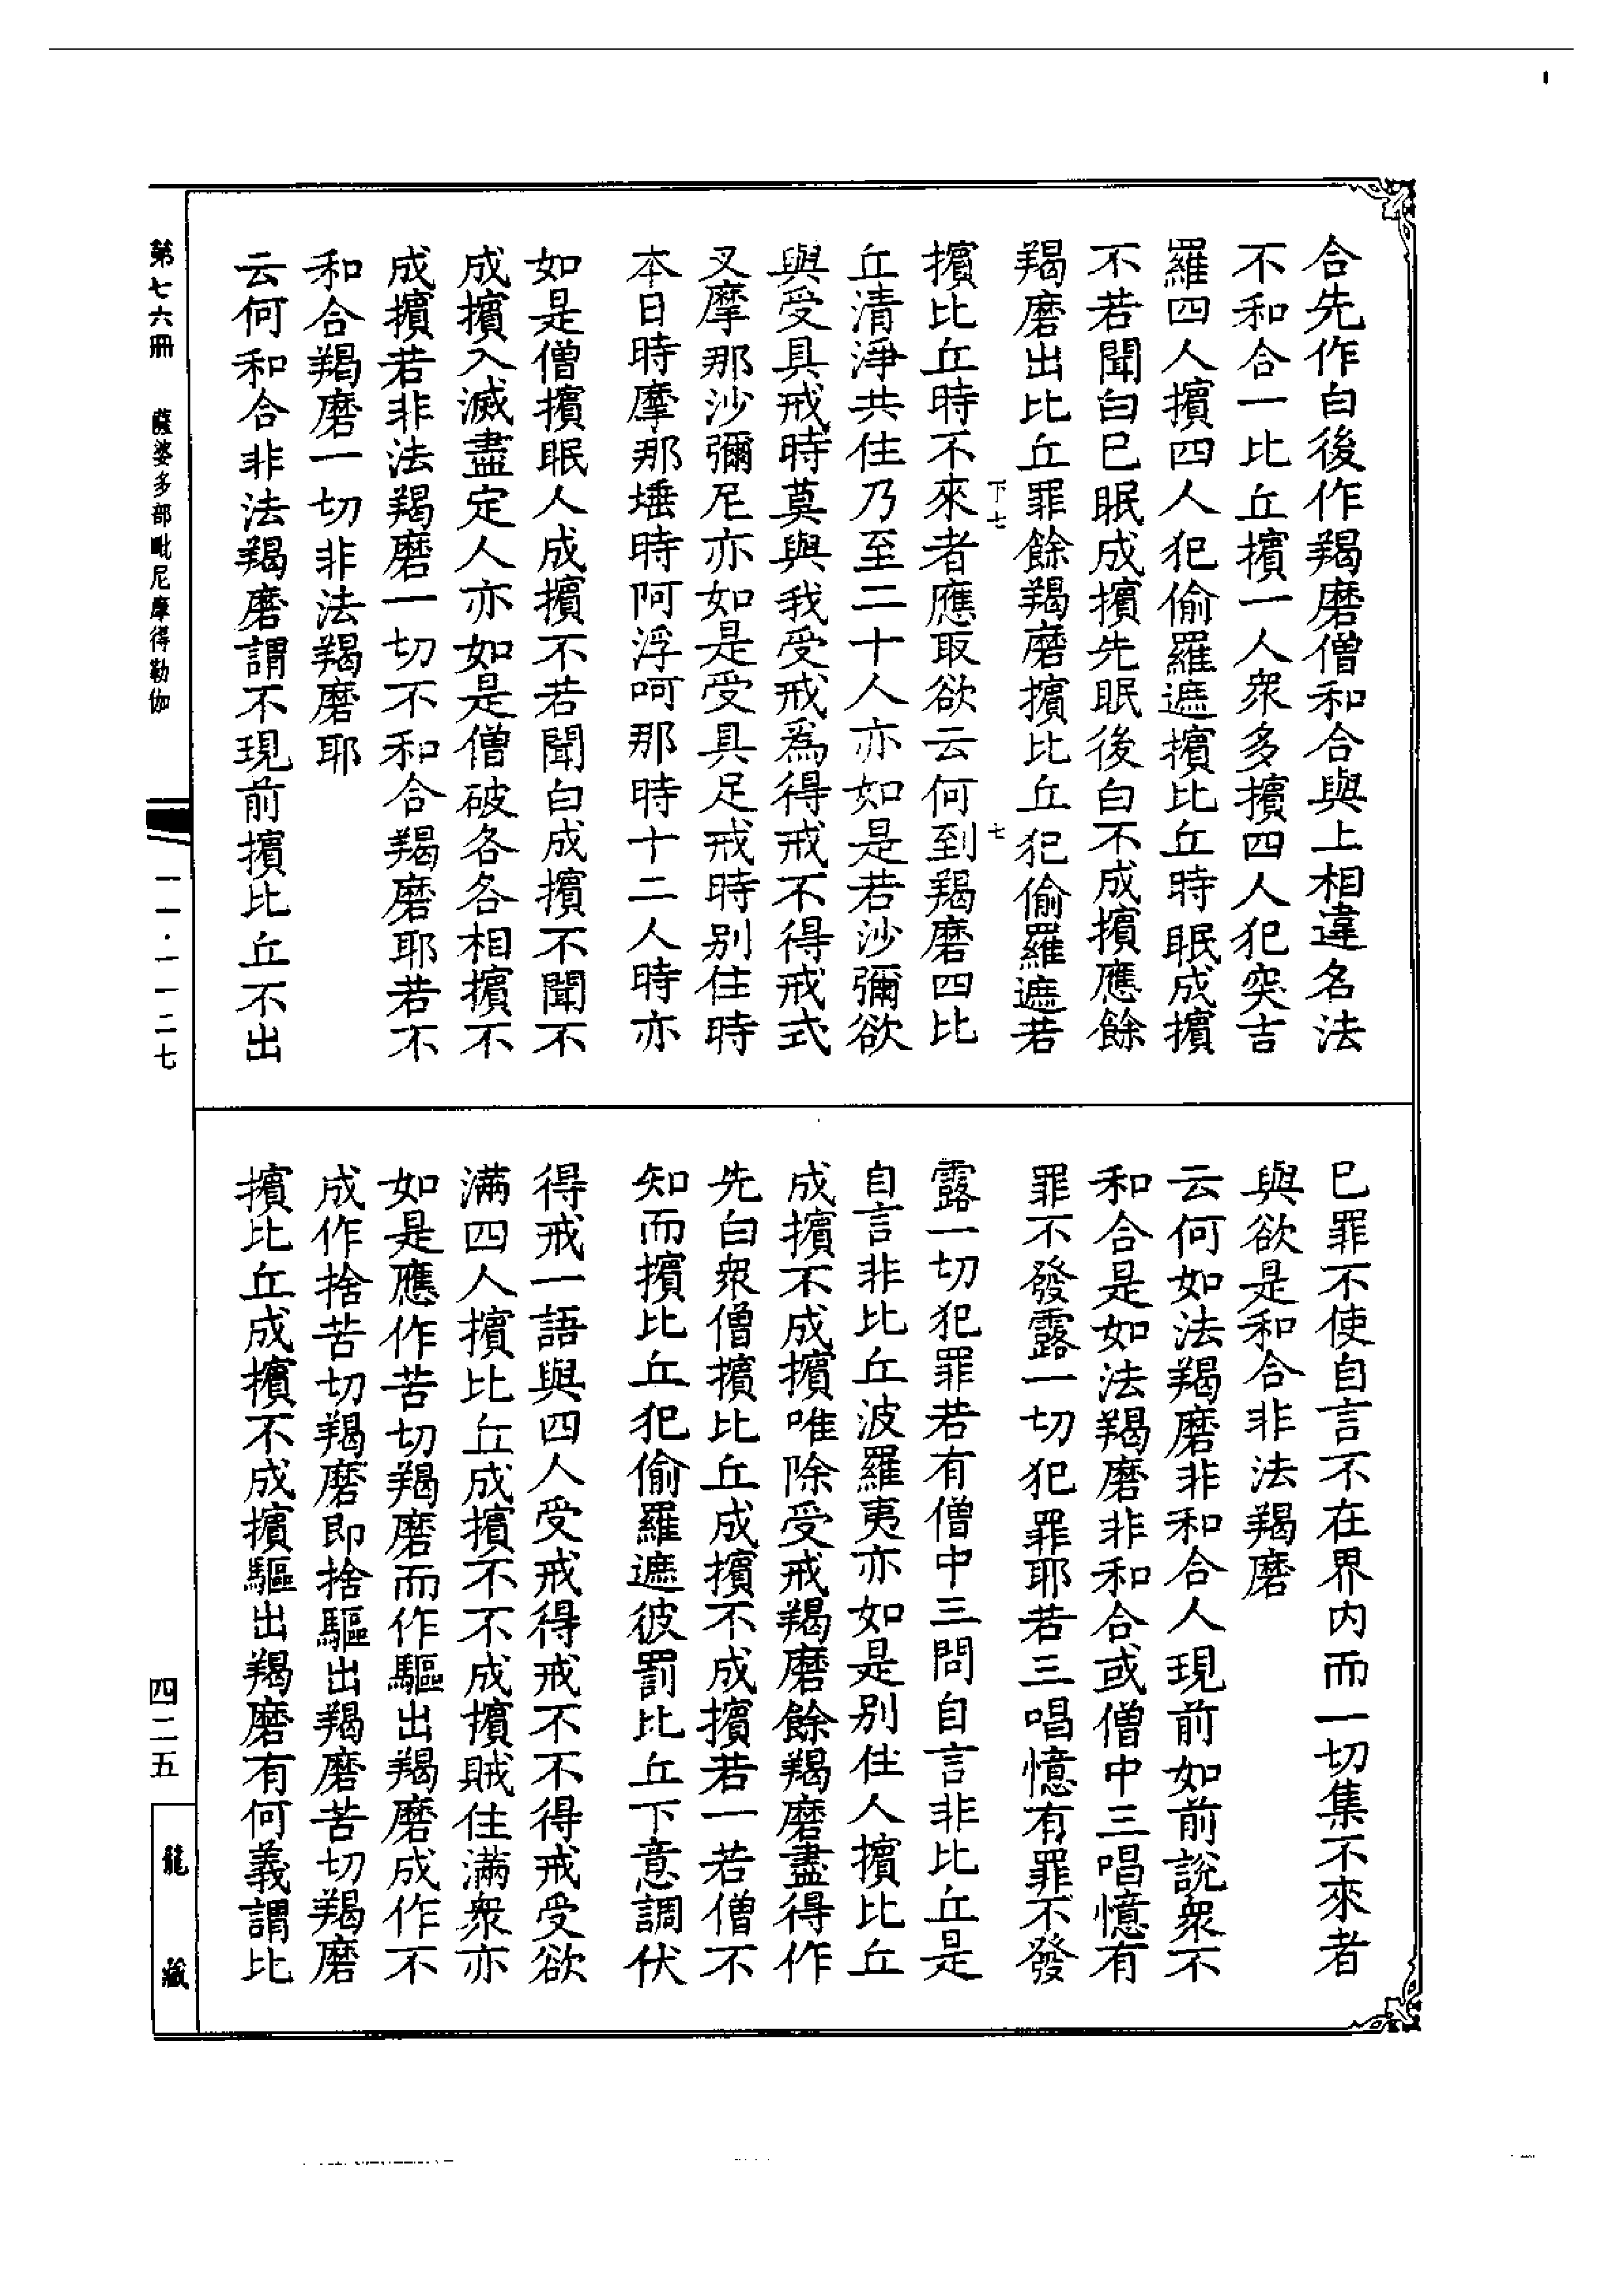 合先作白後作羯磨僧和合與上相違名法
不和合一比丘擯一人衆多擯四人犯突吉
羅四人擯四人犯偷羅遮擯比丘時眠成擯
不若聞白已眠成擯先眠後白不成擯應餘
羯磨出比丘罪餘羯磨擯比丘犯偷羅遮若
下七
七
擯比丘時不來者應取欲云何到羯磨四比
丘清淨共住乃至二十人亦如是若沙彌欲
與受具戒時莫與我受戒爲得戒不得戒式
叉摩那沙彌尼亦如是受具足戒時別住時
本日時摩那埵時阿浮呵那時十二人時亦
如是僧擯眠人成擯不若聞白成擯不聞不
成擯入滅盡定人亦如是僧破各各相擯不
成擯若非法羯磨一切不和合羯磨耶若不
和合羯磨一切非法羯磨耶
云何和合非法羯磨謂不現前擯比丘不出
已罪不使自言不在界内而一切集不來者
與欲是和合非法羯磨
云何如法羯磨非和合人現前如前說衆不
和合是如法羯磨非和合或僧中三唱憶有
罪不發露一切犯罪耶若三唱憶有罪不發
露一切犯罪若有僧中三問自言非比丘是
自言非比丘波羅夷亦如是別住人擯比丘
成擯不成擯唯除受戒羯磨餘羯磨盡得作
先白衆僧擯比丘成擯不成擯若一若僧不
知而擯比丘犯偷羅遮彼罰比丘下意調伏
得戒一語與四人受戒得戒不不得戒受欲
滿四人擯比丘成擯不不成擯賊住滿衆亦
如是應作苦切羯磨而作驅出羯磨成作不
成作捨苦切羯磨即捨驅出羯磨苦切羯磨
擯比丘成擯不成擯驅出羯磨有何義謂比
第七六冊
薩婆多部毗尼摩得勒伽
一一·一一二七
四二五
龍藏